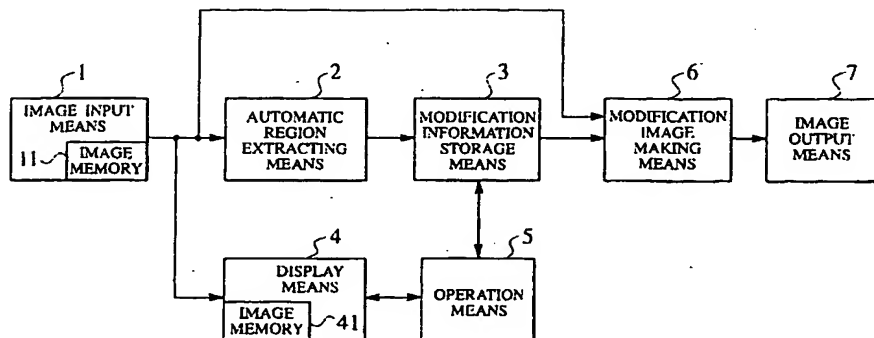 1
IMAGE INPUT
MEANS
11
IMAGE
MEMORY
2
AUTOMATIC
REGION
EXTRACTING
MEANS
3
MODIFICATION
INFORMATION
STORAGE
MEANS
6
MODIFICATION
IMAGE
MAKING
MEANS
7
IMAGE
OUTPUT
MEANS
4
DISPLAY
MEANS
IMAGE
MEMORY
41
5
OPERATION
MEANS